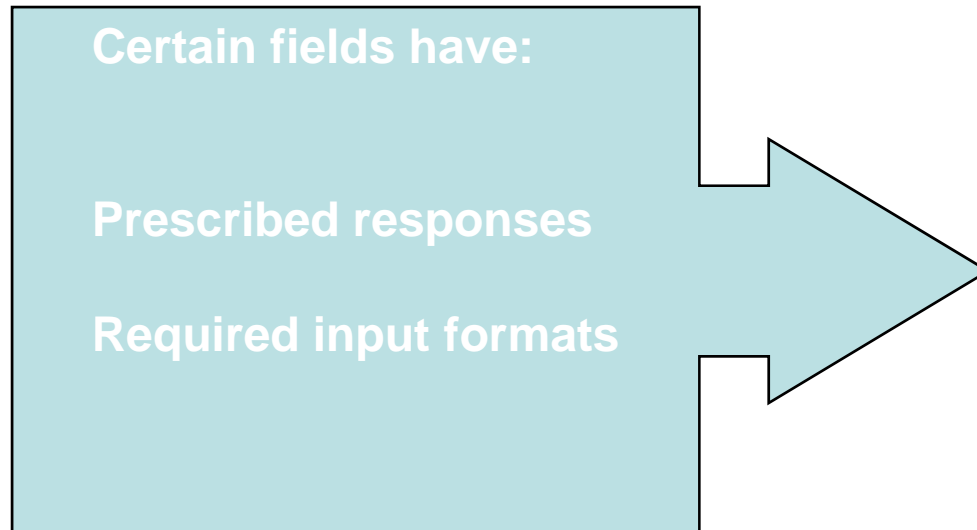 Certain fields have:
Prescribed responses
Required input formats